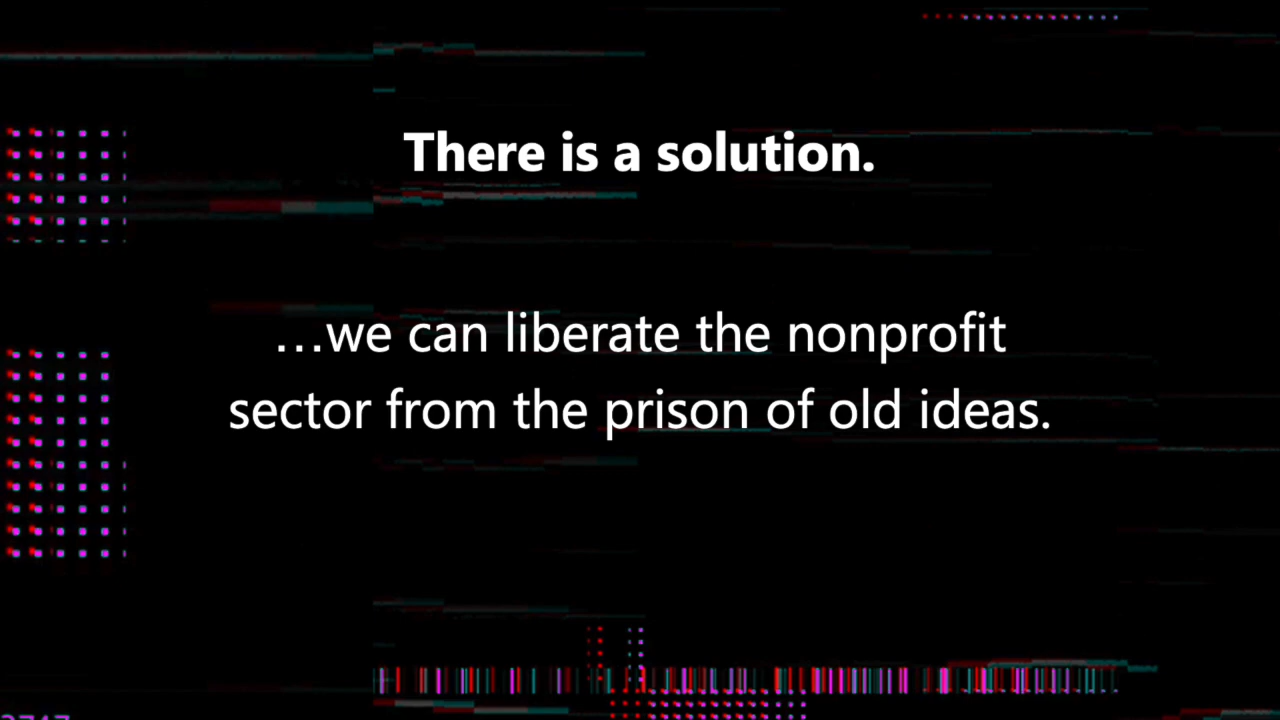 There is a solution.
…we can liberate the nonprofit
sector from the prison of old ideas.